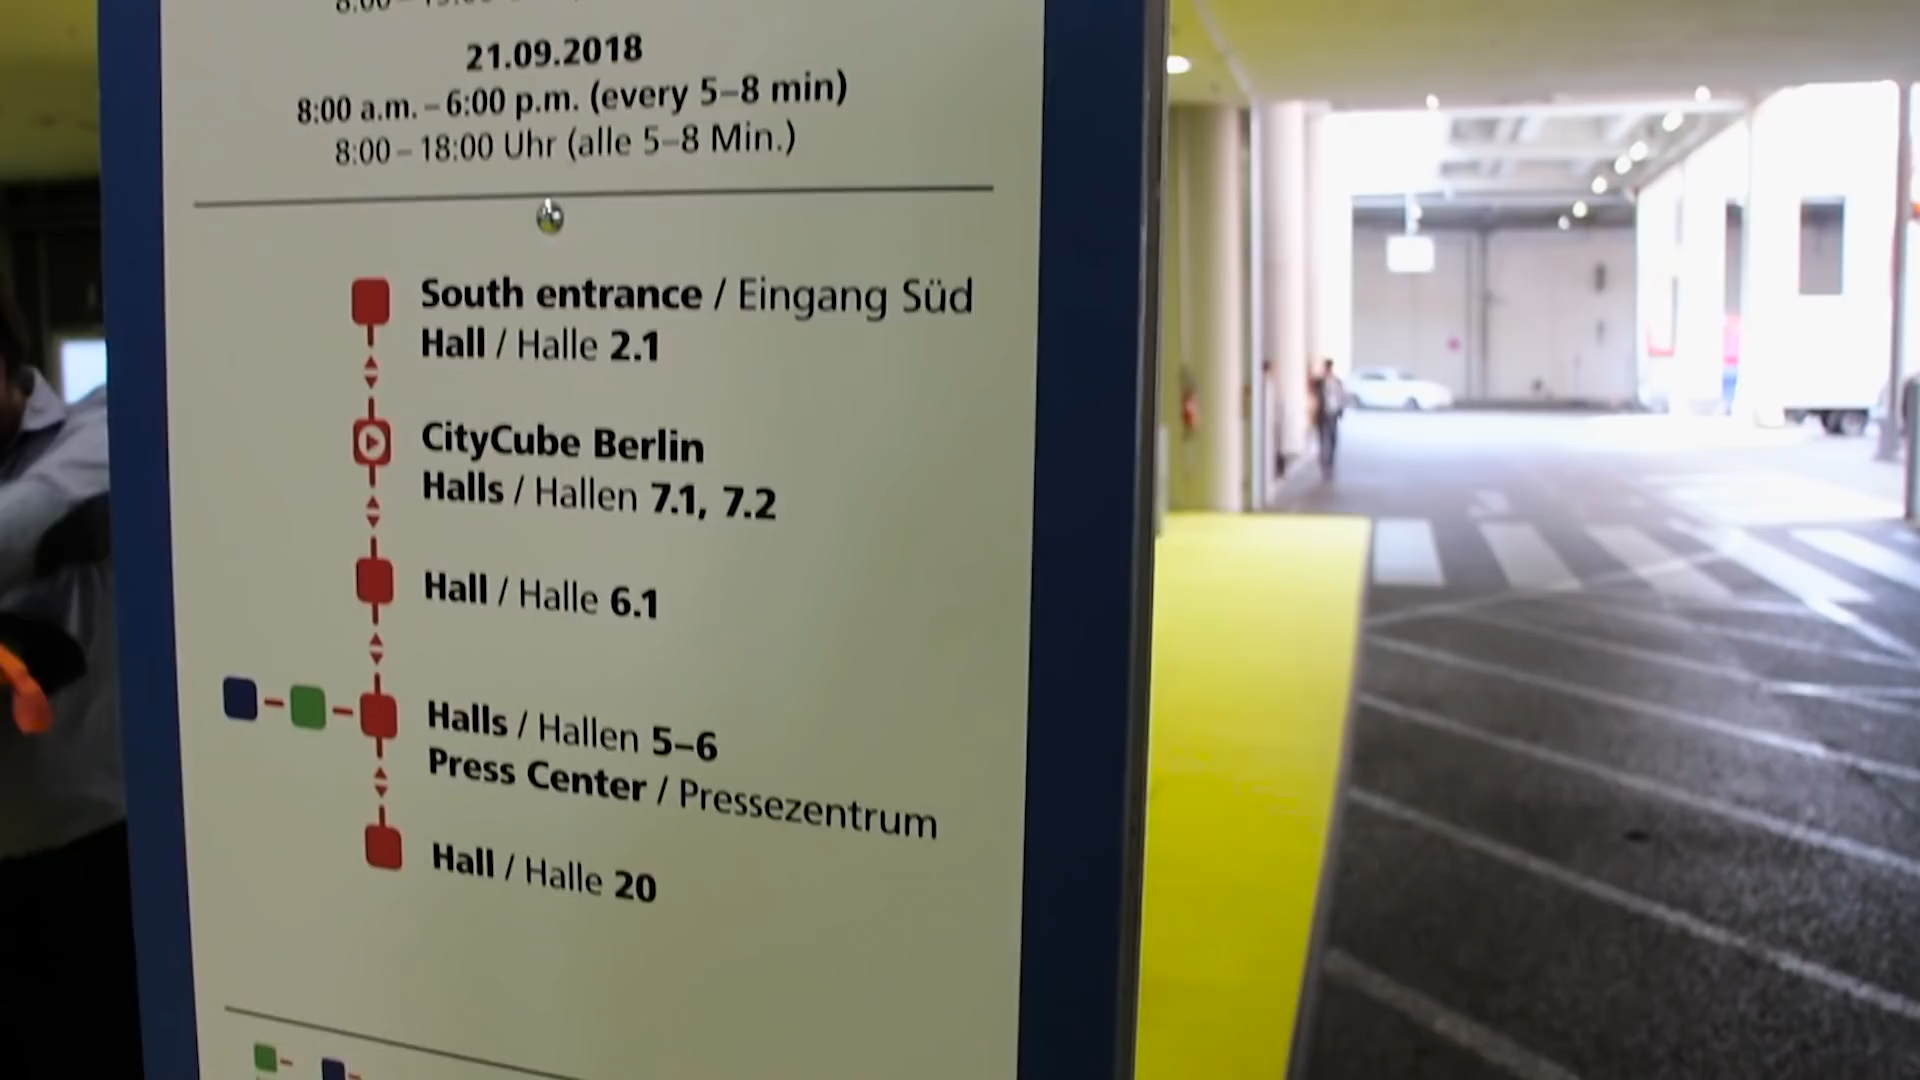 21.09.2018
8:00 a.m. – 6:00 p.m. (every 5–8 min)
8:00 – 18:00 Uhr (alle 5–8 Min.)
South entrance / Eingang Süd
Hall / Halle 2.1
CityCube Berlin
Halls / Hallen 7.1, 7.2
Hall / Halle 6.1
Halls / Hallen 5–6
Press Center / Pressezentrum
Hall / Halle 20